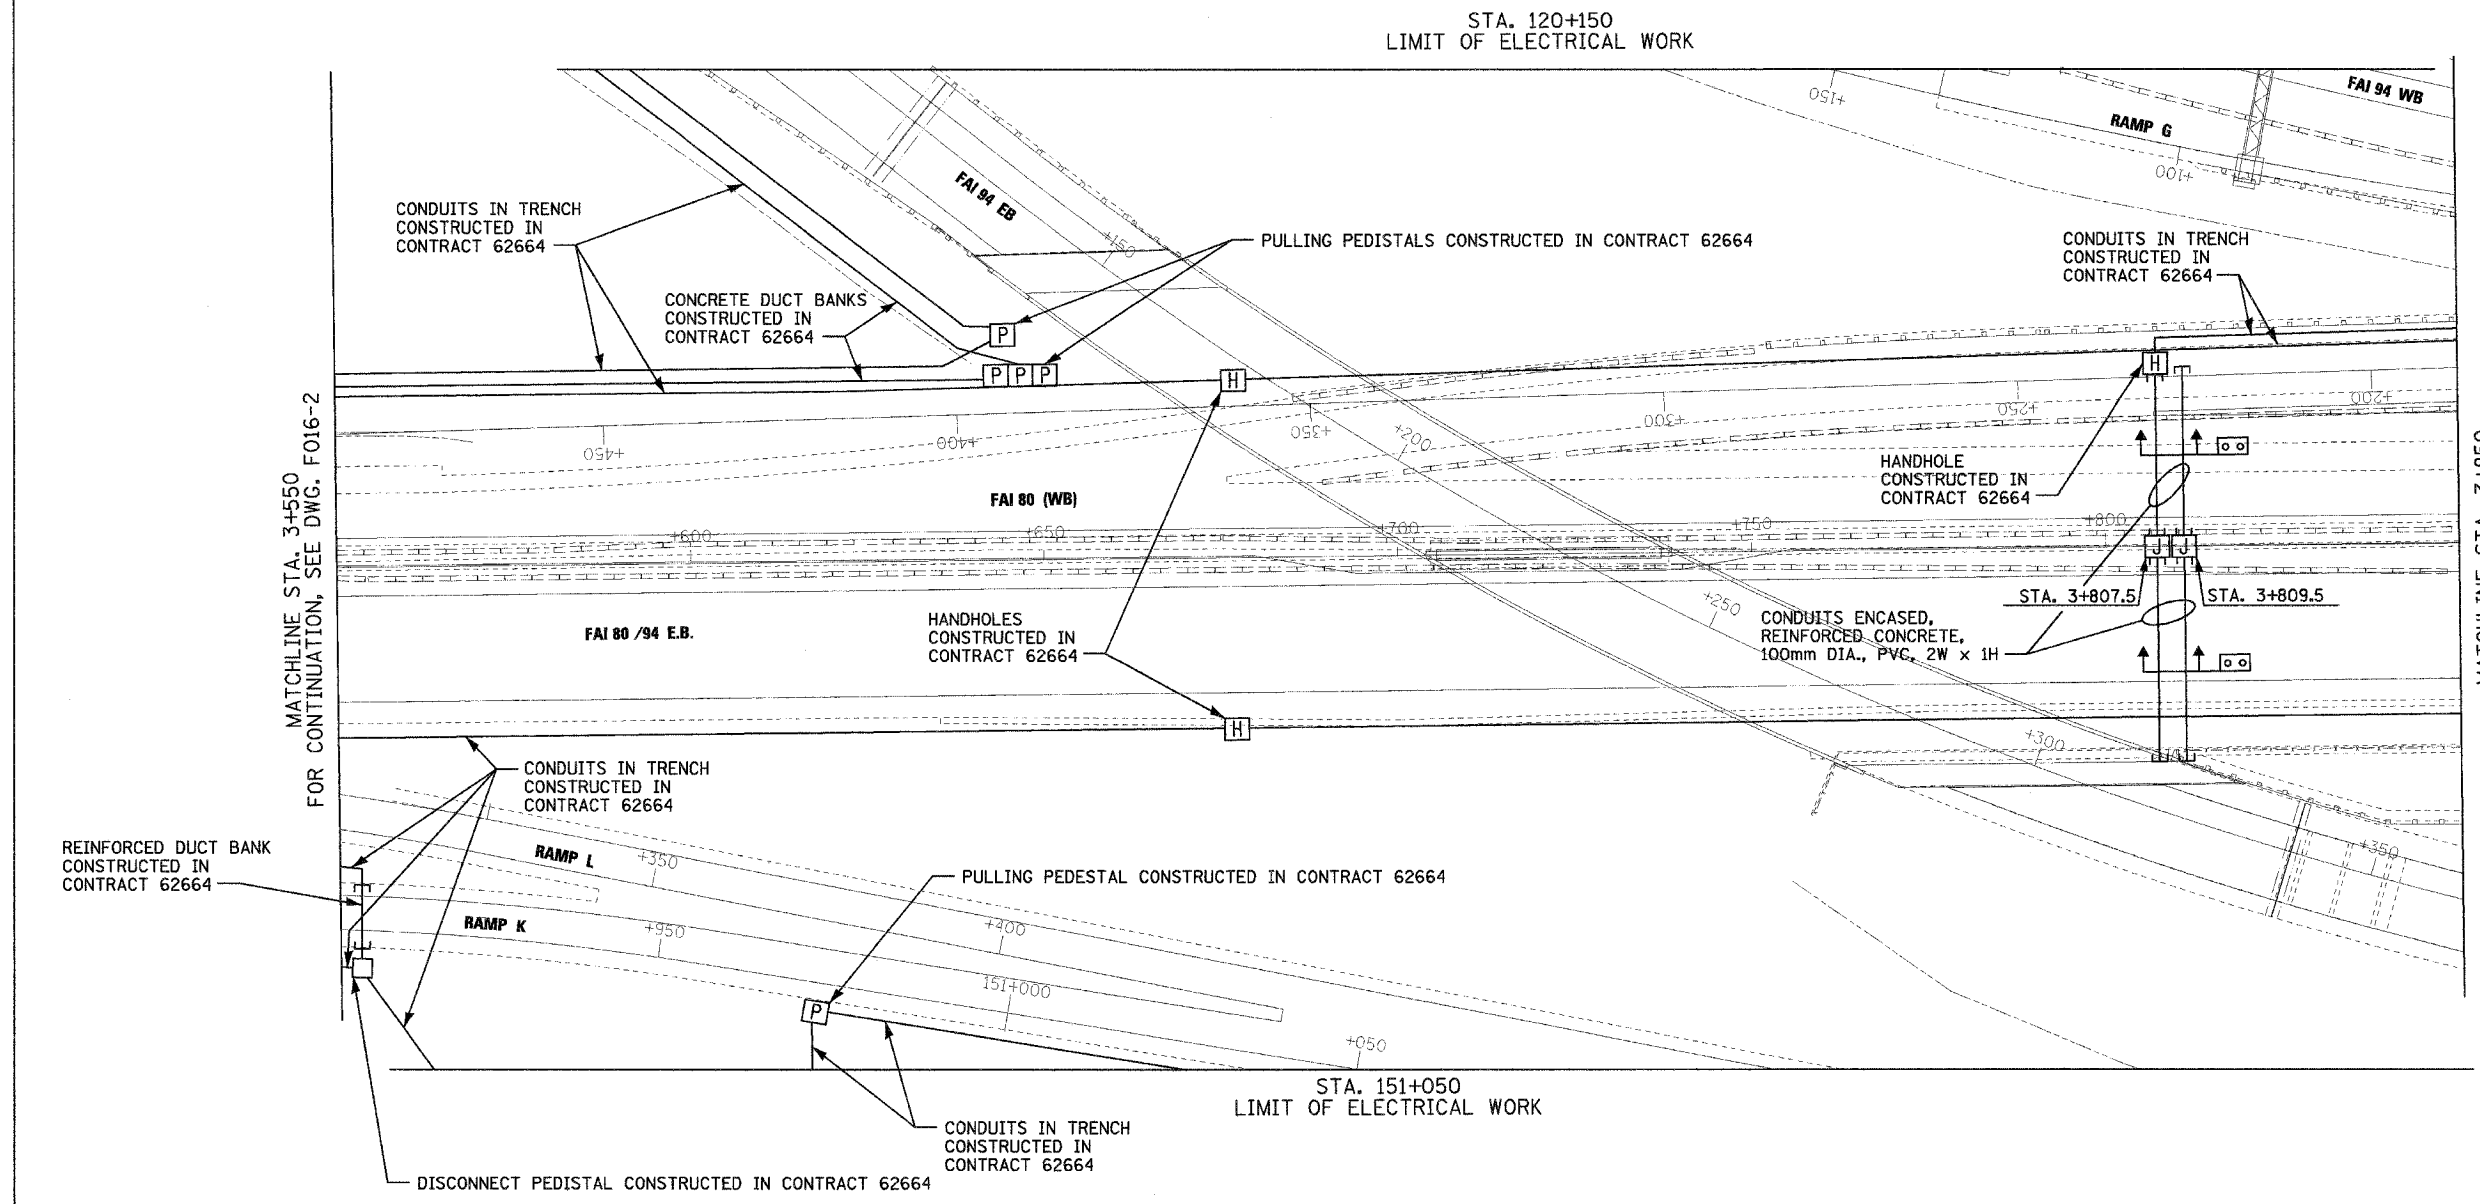 STA. 120+150
LIMIT OF ELECTRICAL WORK
FAI 94 WB
RAMP G
+150
+100
FAI 94 EB
+150
CONDUITS IN TRENCH
CONSTRUCTED IN
CONTRACT 62664
PULLING PEDISTALS CONSTRUCTED IN CONTRACT 62664
CONDUITS IN TRENCH
CONSTRUCTED IN
CONTRACT 62664
CONCRETE DUCT BANKS
CONSTRUCTED IN
CONTRACT 62664
P
P P P
H
H
+450
+400
+350
+300
+250
+200
+200
MATCHLINE STA. 3+550
FOR CONTINUATION, SEE DWG. FO16-2
FAI 80 (WB)
HANDHOLE
CONSTRUCTED IN
CONTRACT 62664
+600
+650
+700
+750
+800
J J
STA. 3+807.5
STA. 3+809.5
+250
FAI 80 /94 E.B.
HANDHOLES
CONSTRUCTED IN
CONTRACT 62664
CONDUITS ENCASED,
REINFORCED CONCRETE,
100mm DIA., PVC, 2W x 1H
H
+300
CONDUITS IN TRENCH
CONSTRUCTED IN
CONTRACT 62664
REINFORCED DUCT BANK
CONSTRUCTED IN
CONTRACT 62664
RAMP L
+350
+350
PULLING PEDESTAL CONSTRUCTED IN CONTRACT 62664
RAMP K
+950
+400
151+000
P
+050
STA. 151+050
LIMIT OF ELECTRICAL WORK
CONDUITS IN TRENCH
CONSTRUCTED IN
CONTRACT 62664
DISCONNECT PEDISTAL CONSTRUCTED IN CONTRACT 62664